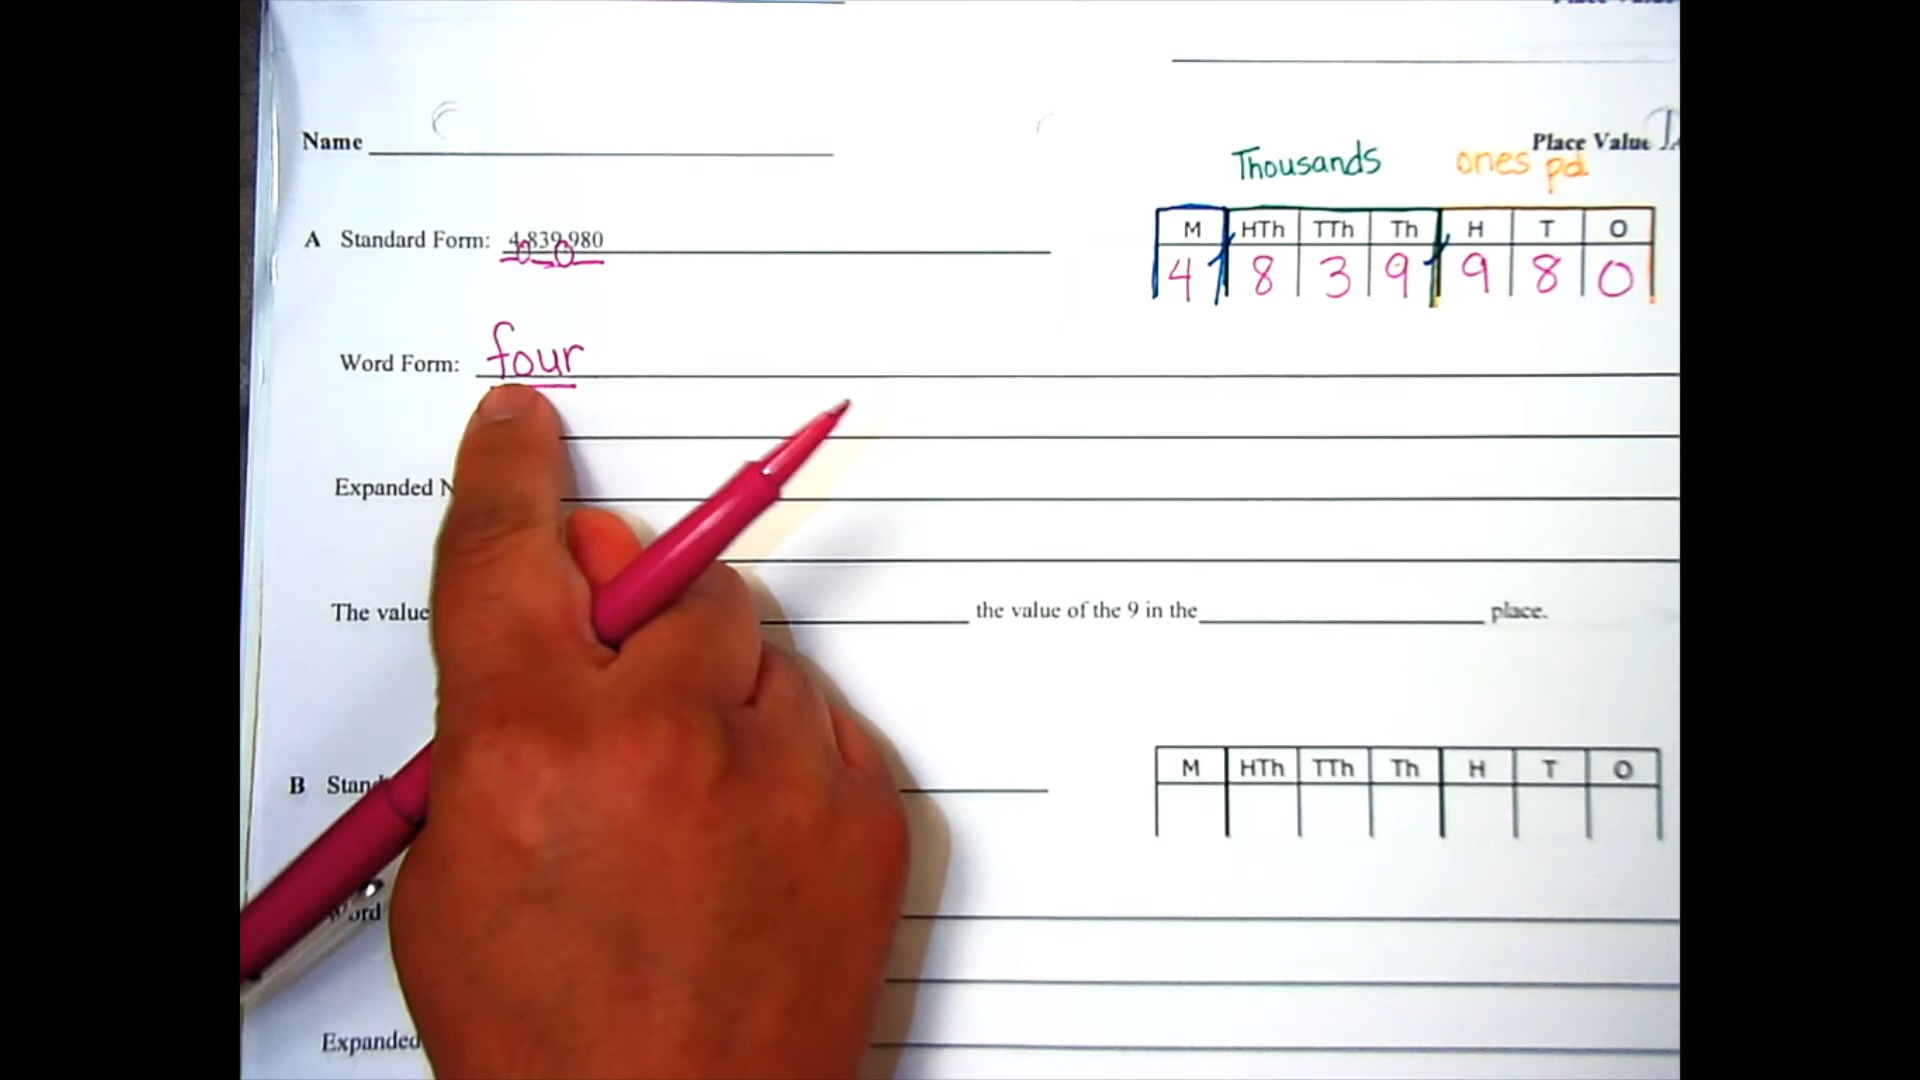 Name
Place Value
Thousands ones pd
A Standard Form: 4,839,980
M HTh TTh Th H T O
4, 8 3 9, 9 8 0
Word Form: four
Expanded
The value the value of the 9 in the place.
B
M HTh TTh Th H T O
Word
Expanded